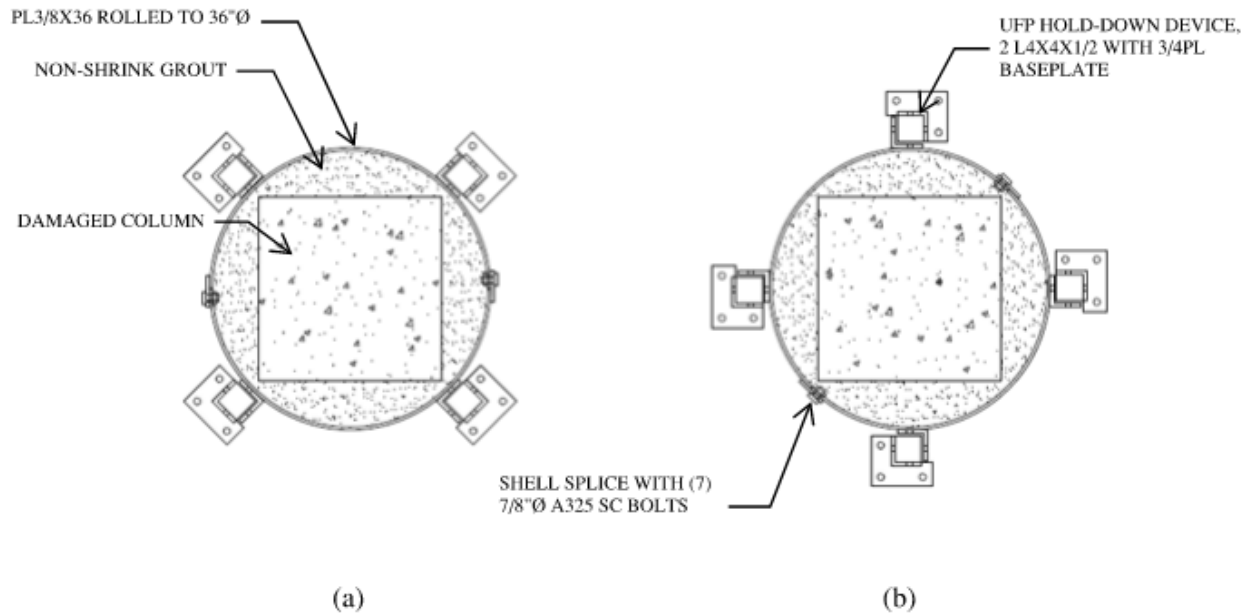 PL3/8X36 ROLLED TO 36"Ø
NON-SHRINK GROUT
DAMAGED COLUMN
UFP HOLD-DOWN DEVICE,
2 L4X4X1/2 WITH 3/4PL
BASEPLATE
SHELL SPLICE WITH (7)
7/8"Ø A325 SC BOLTS
(a)
(b)